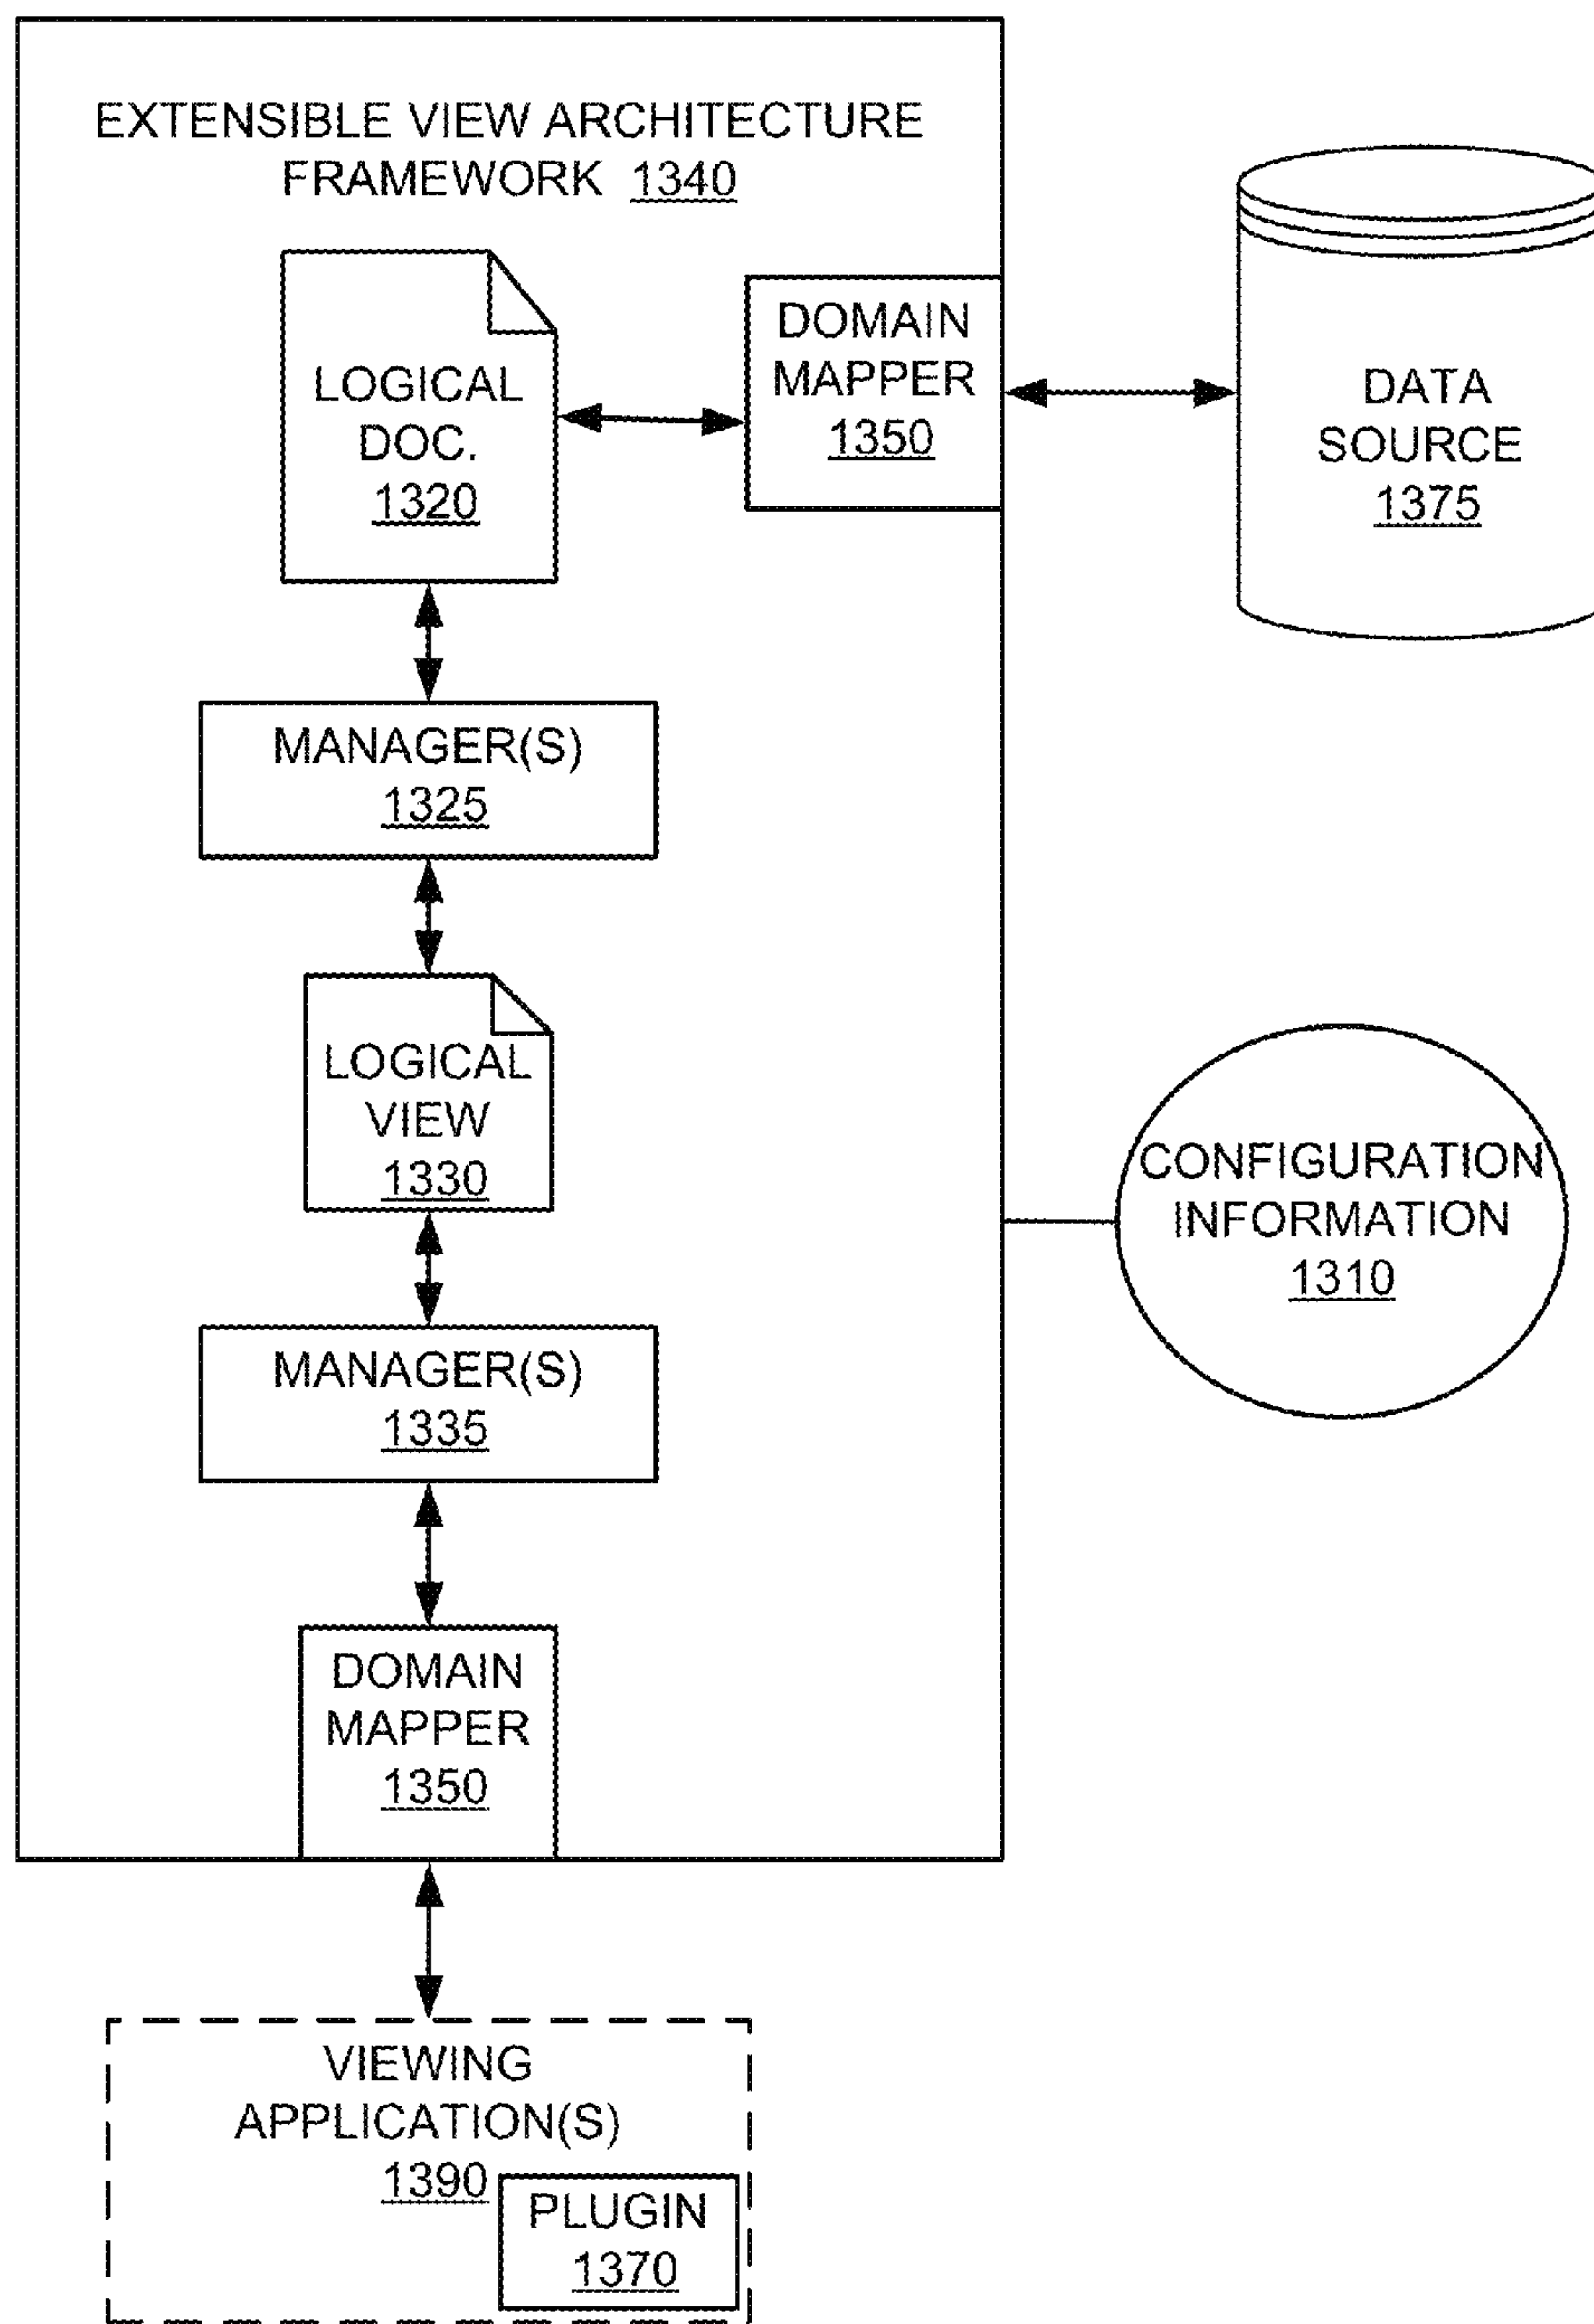 EXTENSIBLE VIEW ARCHITECTURE
FRAMEWORK 1340
LOGICAL
DOC.
1320
DOMAIN
MAPPER
1350
DATA
SOURCE
1375
MANAGER(S)
1325
LOGICAL
VIEW
1330
CONFIGURATION
INFORMATION
1310
MANAGER(S)
1335
DOMAIN
MAPPER
1350
VIEWING
APPLICATION(S)
1390
PLUGIN
1370